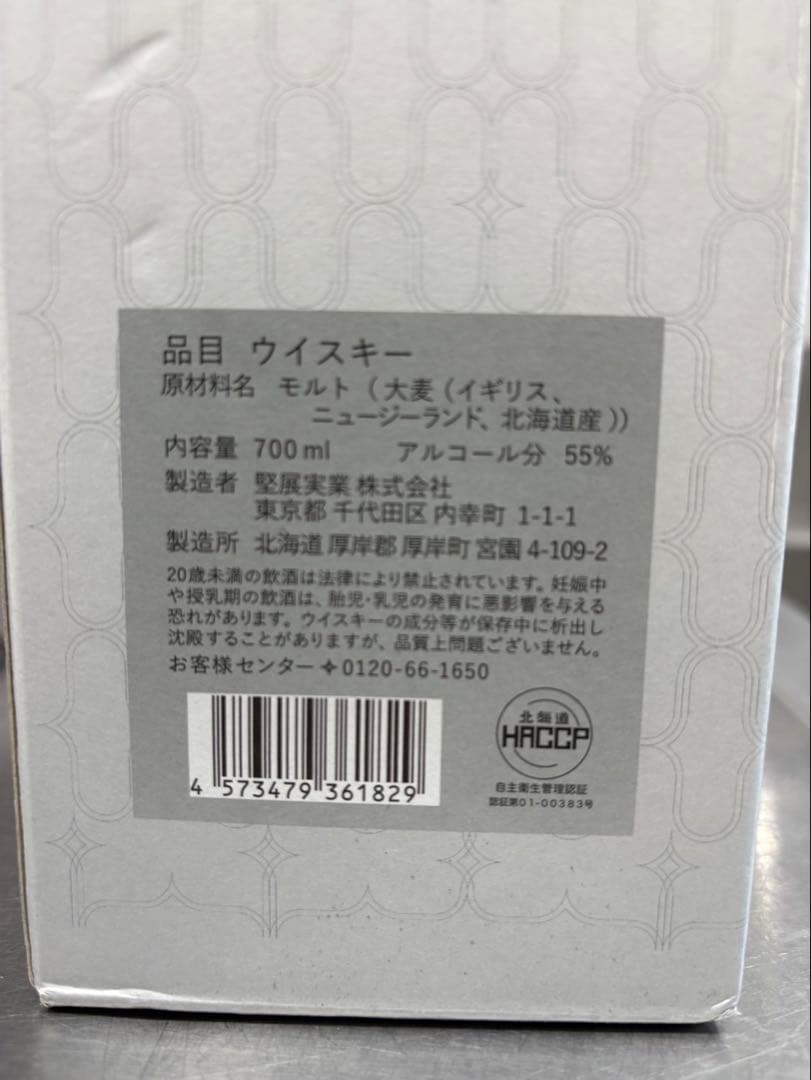 品目 ウイスキー
原材料名 モルト（大麦（イギリス、
ニュージーランド、北海道産））
内容量 700ml アルコール分 55%
製造者 堅展実業 株式会社
東京都 千代田区 内幸町 1-1-1
製造所 北海道 厚岸郡 厚岸町 宮園 4-109-2
20歳未満の飲酒は法律により禁止されています。妊娠中
や授乳期の飲酒は、胎児・乳児の発育に悪影響を与える
恐れがあります。ウイスキーの成分等が保存中に析出し
沈殿することがありますが、品質上問題ございません。
お客様センター✧0120-66-1650
4 573479 361829
北海道
HACCP
自主衛生管理認証
認証第01-00383号